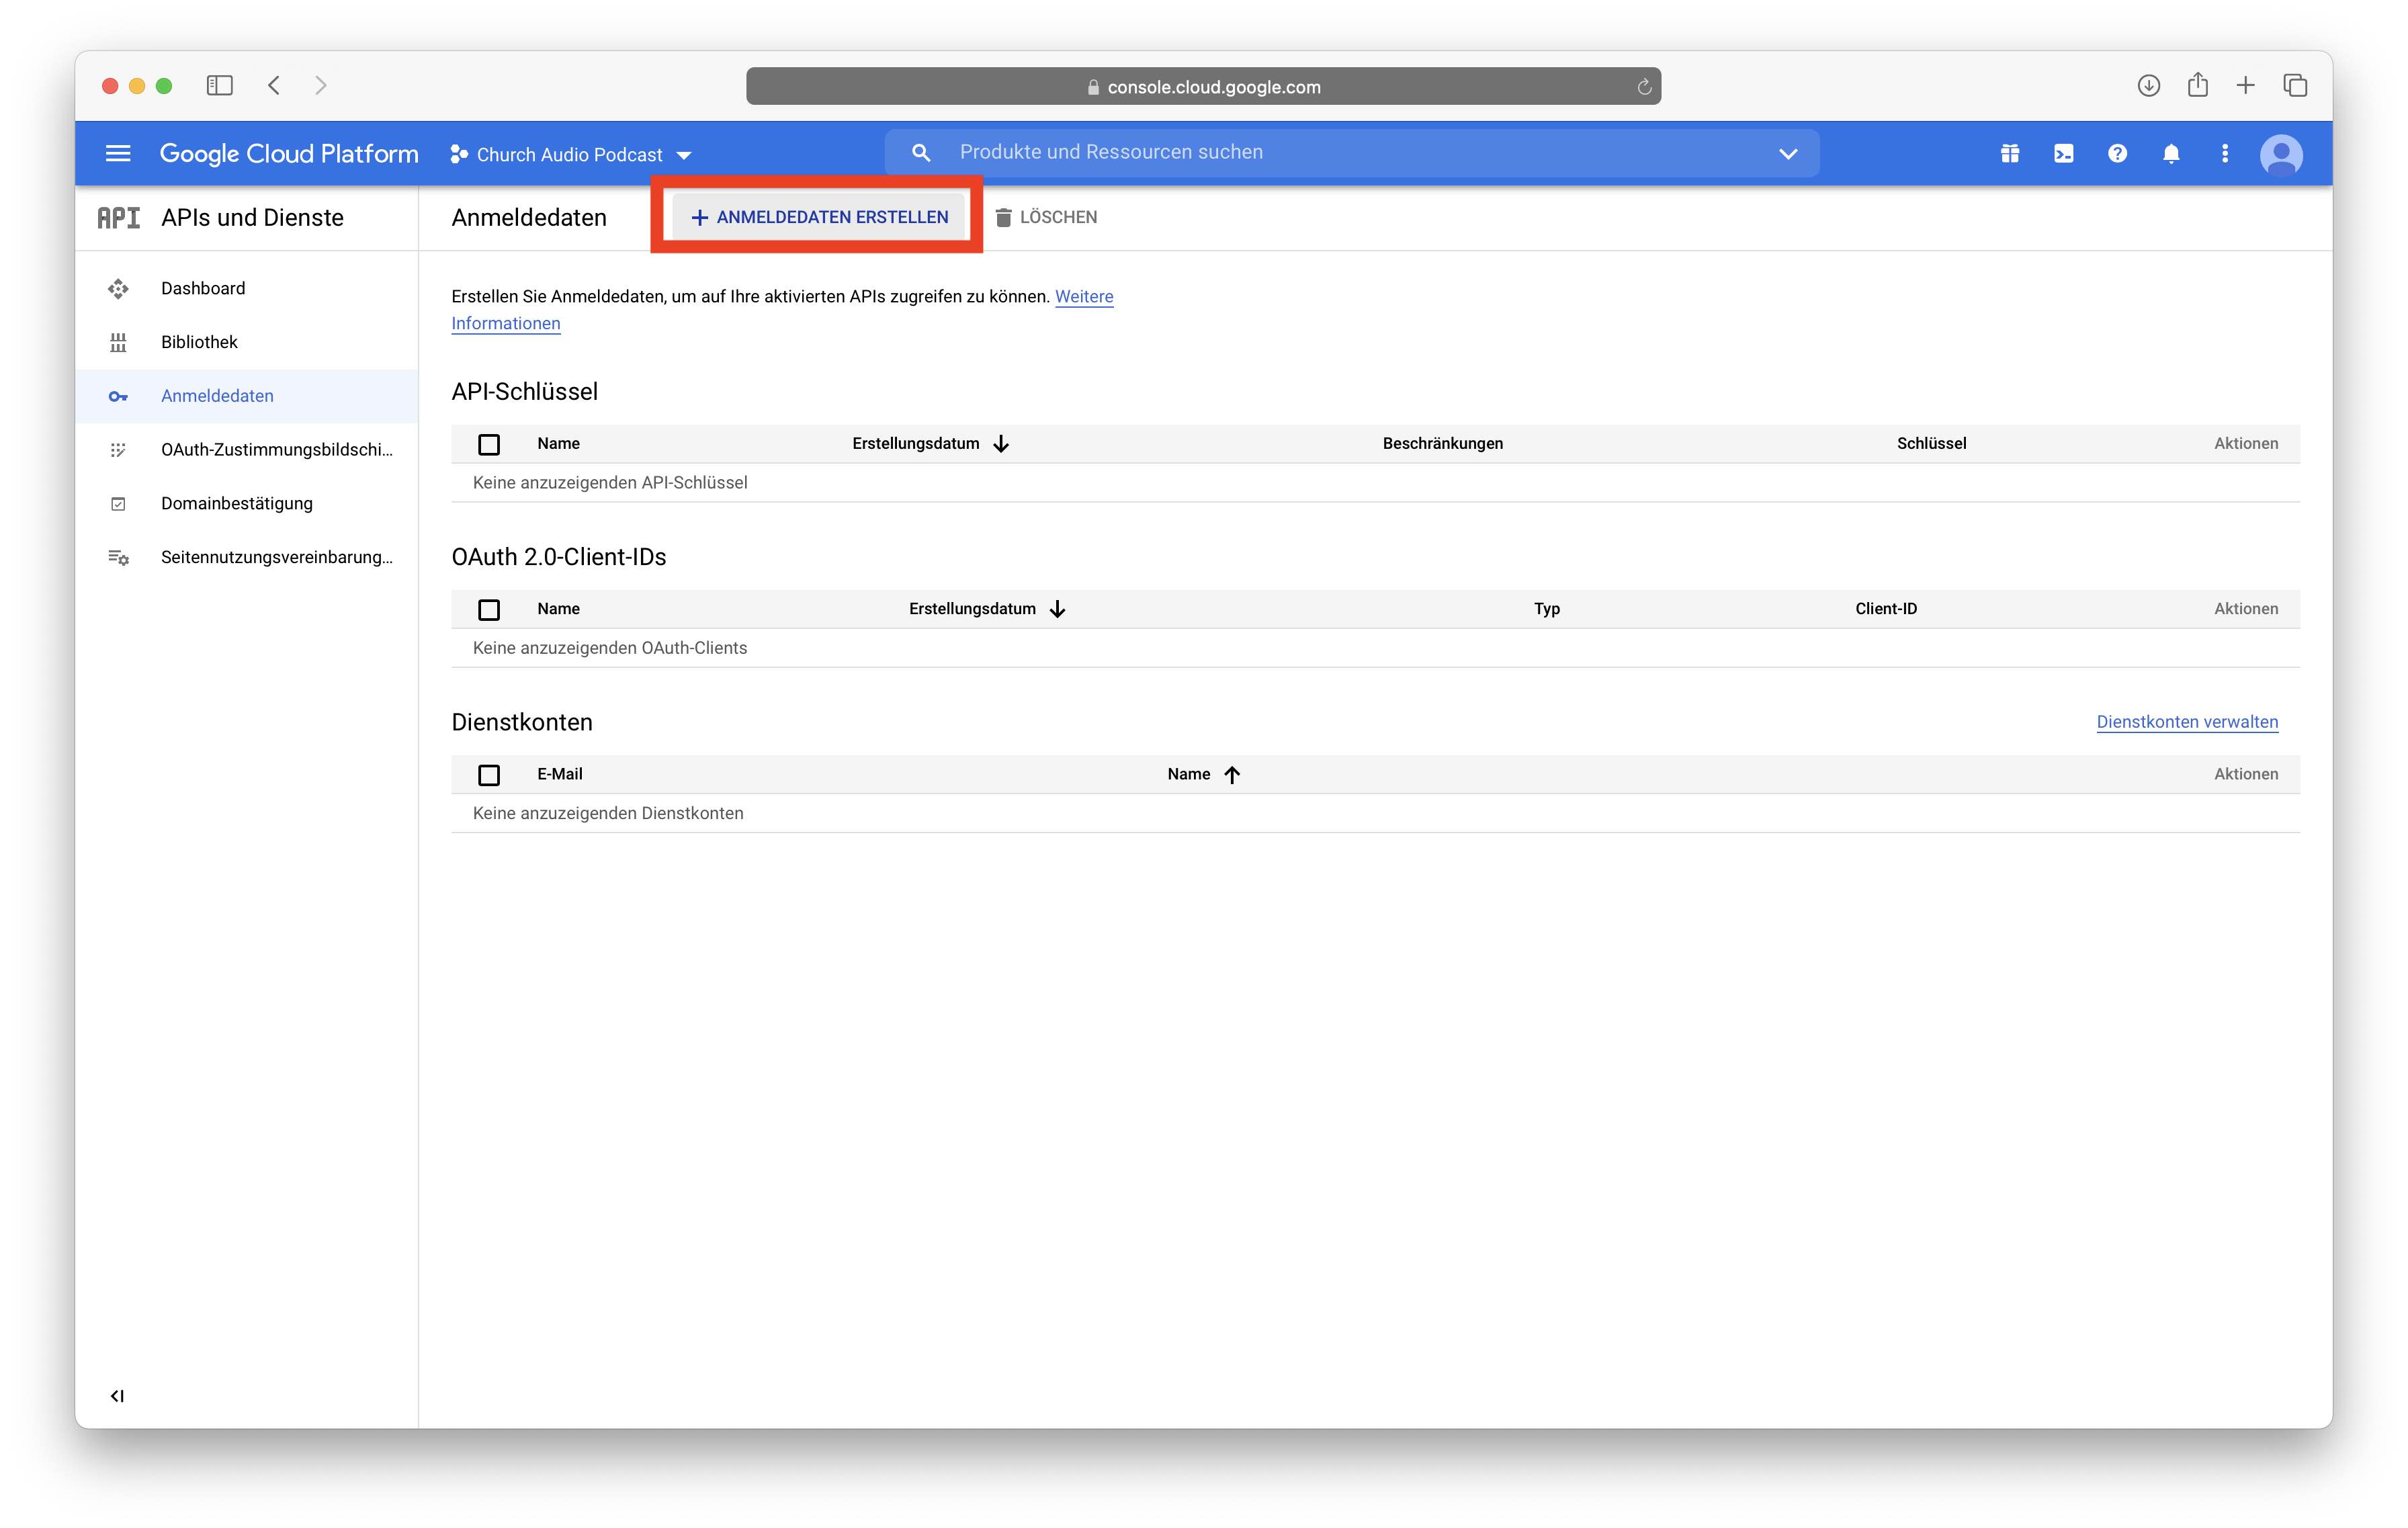 console.cloud.google.com
Google Cloud Platform
Church Audio Podcast
Produkte und Ressourcen suchen
API APIs und Dienste
Anmeldedaten
+ ANMELDEDATEN ERSTELLEN
LÖSCHEN
Dashboard
Bibliothek
Anmeldedaten
OAuth-Zustimmungsbildschi...
Domainbestätigung
Seitennutzungsvereinbarung...
Erstellen Sie Anmeldedaten, um auf Ihre aktivierten APIs zugreifen zu können. Weitere
Informationen
API-Schlüssel
Name Erstellungsdatum Beschränkungen Schlüssel Aktionen
Keine anzuzeigenden API-Schlüssel
OAuth 2.0-Client-IDs
Name Erstellungsdatum Typ Client-ID Aktionen
Keine anzuzeigenden OAuth-Clients
Dienstkonten
Dienstkonten verwalten
E-Mail Name Aktionen
Keine anzuzeigenden Dienstkonten